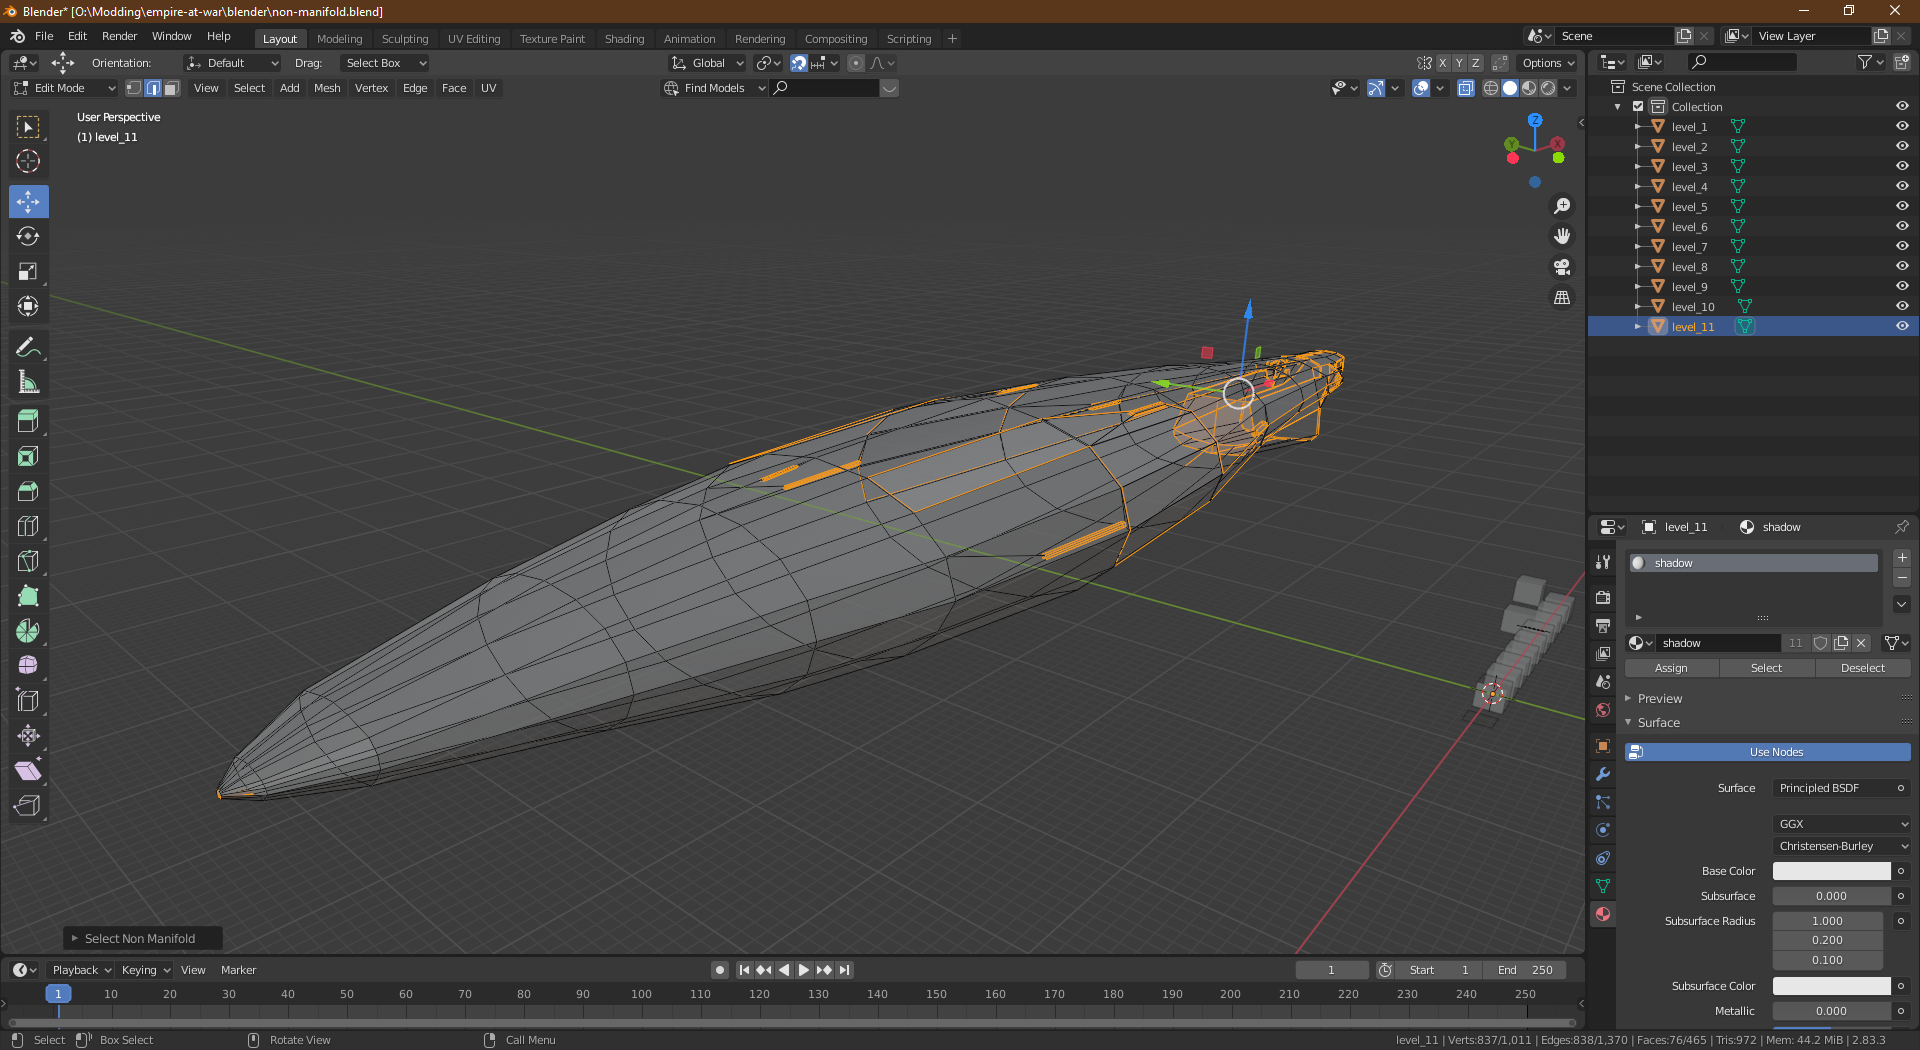 Blender* [O:\Modding\empire-at-war\blender\non-manifold.blend]
File Edit Render Window Help Layout Modeling Sculpting UV Editing Texture Paint Shading Animation Rendering Compositing Scripting + Scene View Layer
Orientation: Default Drag: Select Box Global X Y Z Options
Edit Mode View Select Add Mesh Vertex Edge Face UV Find Models
User Perspective
(1) level_11
Z
Y X
Scene Collection
Collection
level_1
level_2
level_3
level_4
level_5
level_6
level_7
level_8
level_9
level_10
level_11
level_11 shadow
shadow
shadow 11
Assign Select Deselect
Preview
Surface
Use Nodes
Surface Principled BSDF
GGX
Christensen-Burley
Base Color
Subsurface 0.000
Subsurface Radius 1.000
0.200
0.100
Subsurface Color
Metallic 0.000
Select Non Manifold
Playback Keying View Marker 1 Start 1 End 250
1 10 20 30 40 50 60 70 80 90 100 110 120 130 140 150 160 170 180 190 200 210 220 230 240 250
Select Box Select Rotate View Call Menu level_11 | Verts:837/1,011 | Edges:838/1,370 | Faces:76/465 | Tris:972 | Mem: 44.2 MiB | 2.83.3